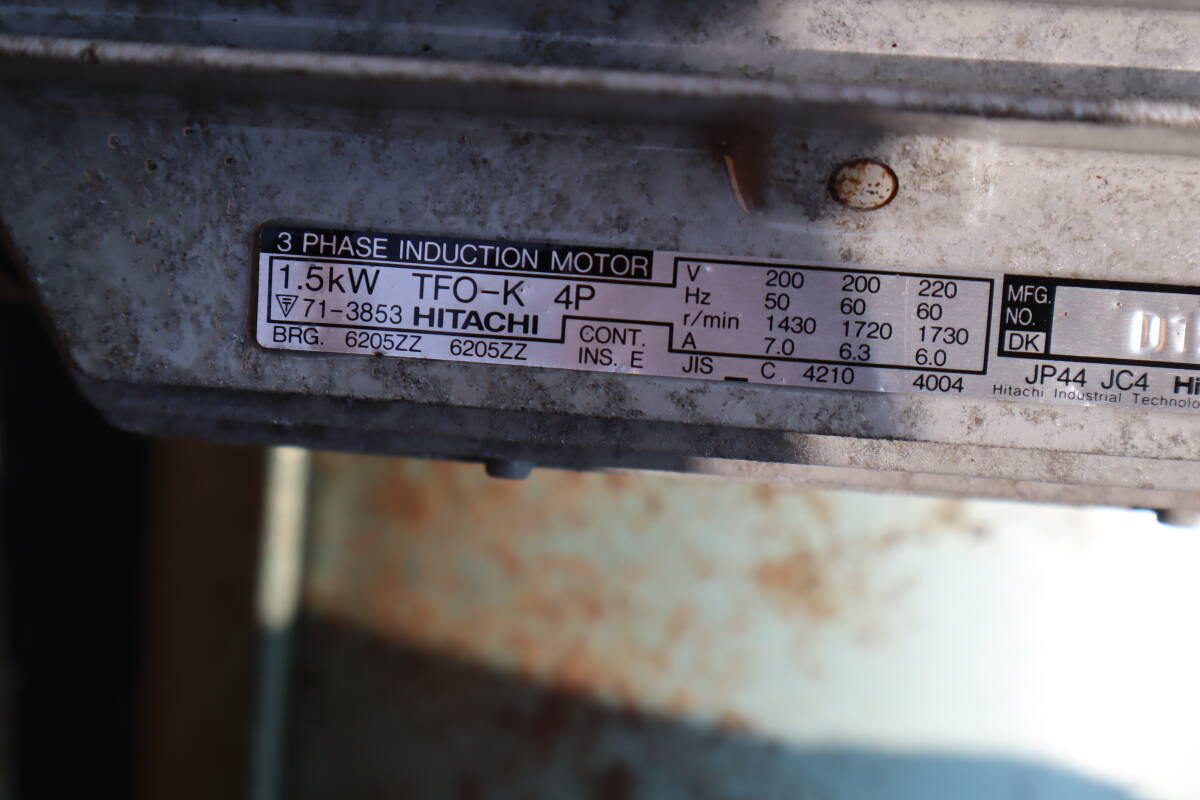 3 PHASE INDUCTION MOTOR
1.5kW TFO-K 4P
71-3853 HITACHI
BRG. 6205ZZ 6205ZZ
CONT.
INS. E
V 200 200 220
Hz 50 60 60
r/min 1430 1720 1730
A 7.0 6.3 6.0
JIS C 4210 4004
MFG.
NO.
DK
JP44 JC4
Hitachi Industrial